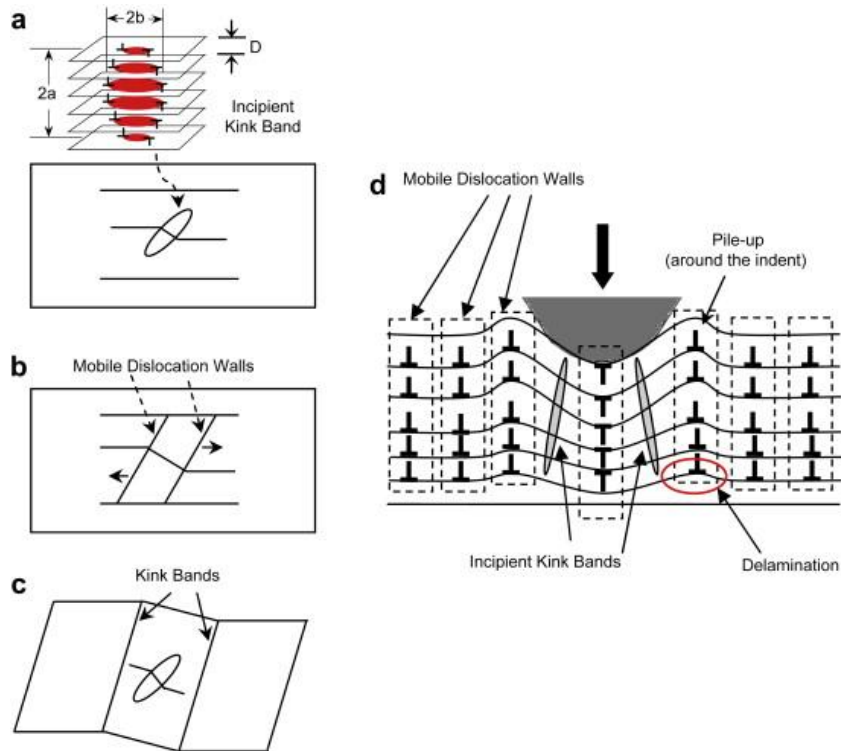 a
2b
D
2a
Incipient
Kink Band
b
Mobile Dislocation Walls
c
Kink Bands
d
Mobile Dislocation Walls
Pile-up
(around the indent)
Incipient Kink Bands
Delamination